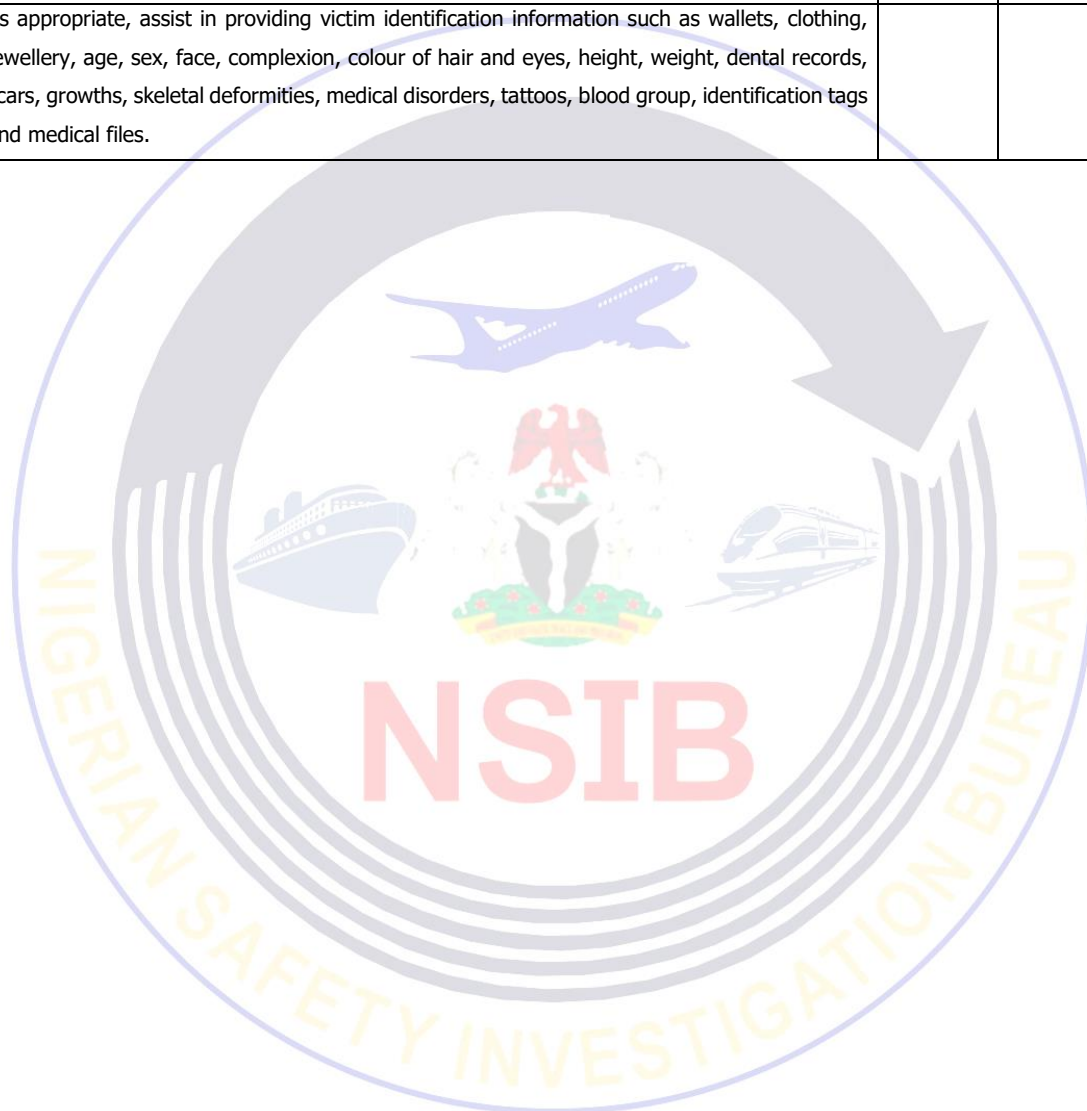 s appropriate, assist in providing victim identification information such as wallets, clothing,
ewellery, age, sex, face, complexion, colour of hair and eyes, height, weight, dental records,
cars, growths, skeletal deformities, medical disorders, tattoos, blood group, identification tags
nd medical files.
NSIB
NIGERIAN SAFETY INVESTIGATION BUREAU